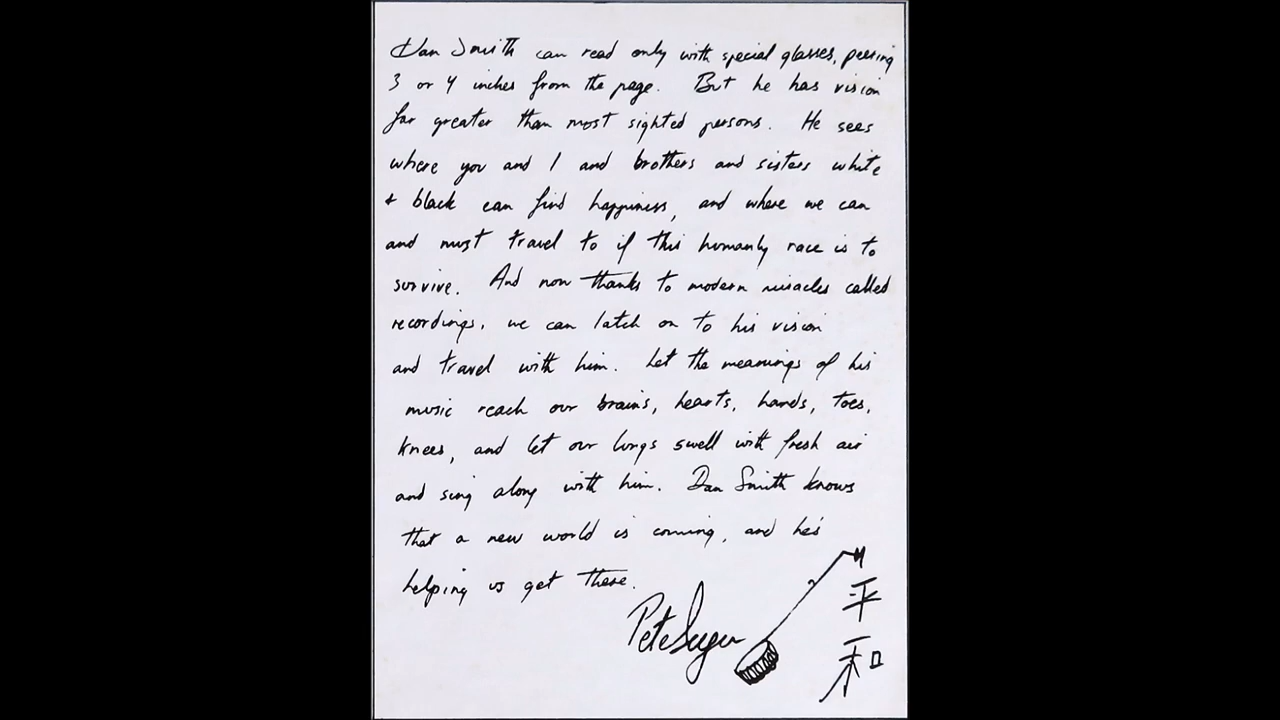 Dan Smith can read only with special glasses, peering
3 or 4 inches from the page. But he has vision
far greater than most sighted persons. He sees
where you and I and brothers and sisters white
+ black can find happiness, and where we can
and must travel to if this humanly race is to
survive. And now thanks to modern miracles called
recordings, we can latch on to his vision
and travel with him. Let the meanings of his
music reach our brains, hearts, hands, toes,
knees, and let our lungs swell with fresh air
and sing along with him. Dan Smith knows
that a new world is coming, and he's
helping us get there.
Pete Seeger
平
和